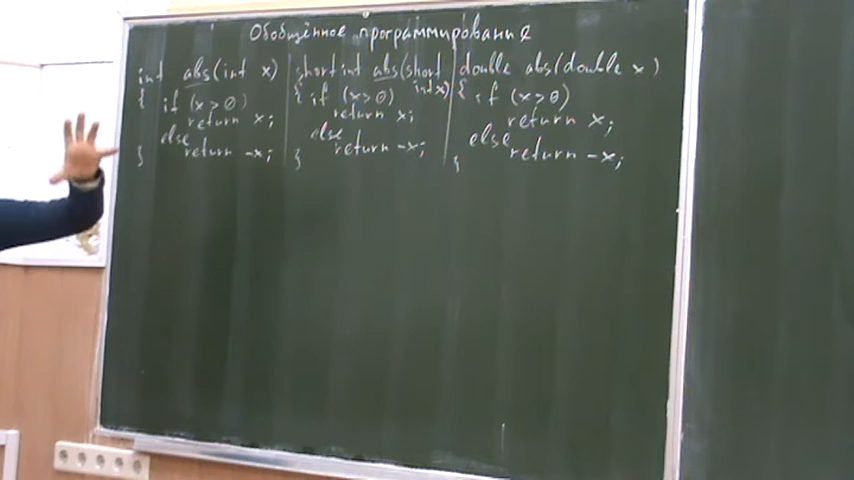 Обобщённое программирование
int abs(int x)
{ if (x>0)
return x;
else
return -x;
}
short int abs(short
int x)
{ if (x>0)
return x;
else
return -x;
}
double abs(double x)
{ if (x>0)
return x;
else
return -x;
}